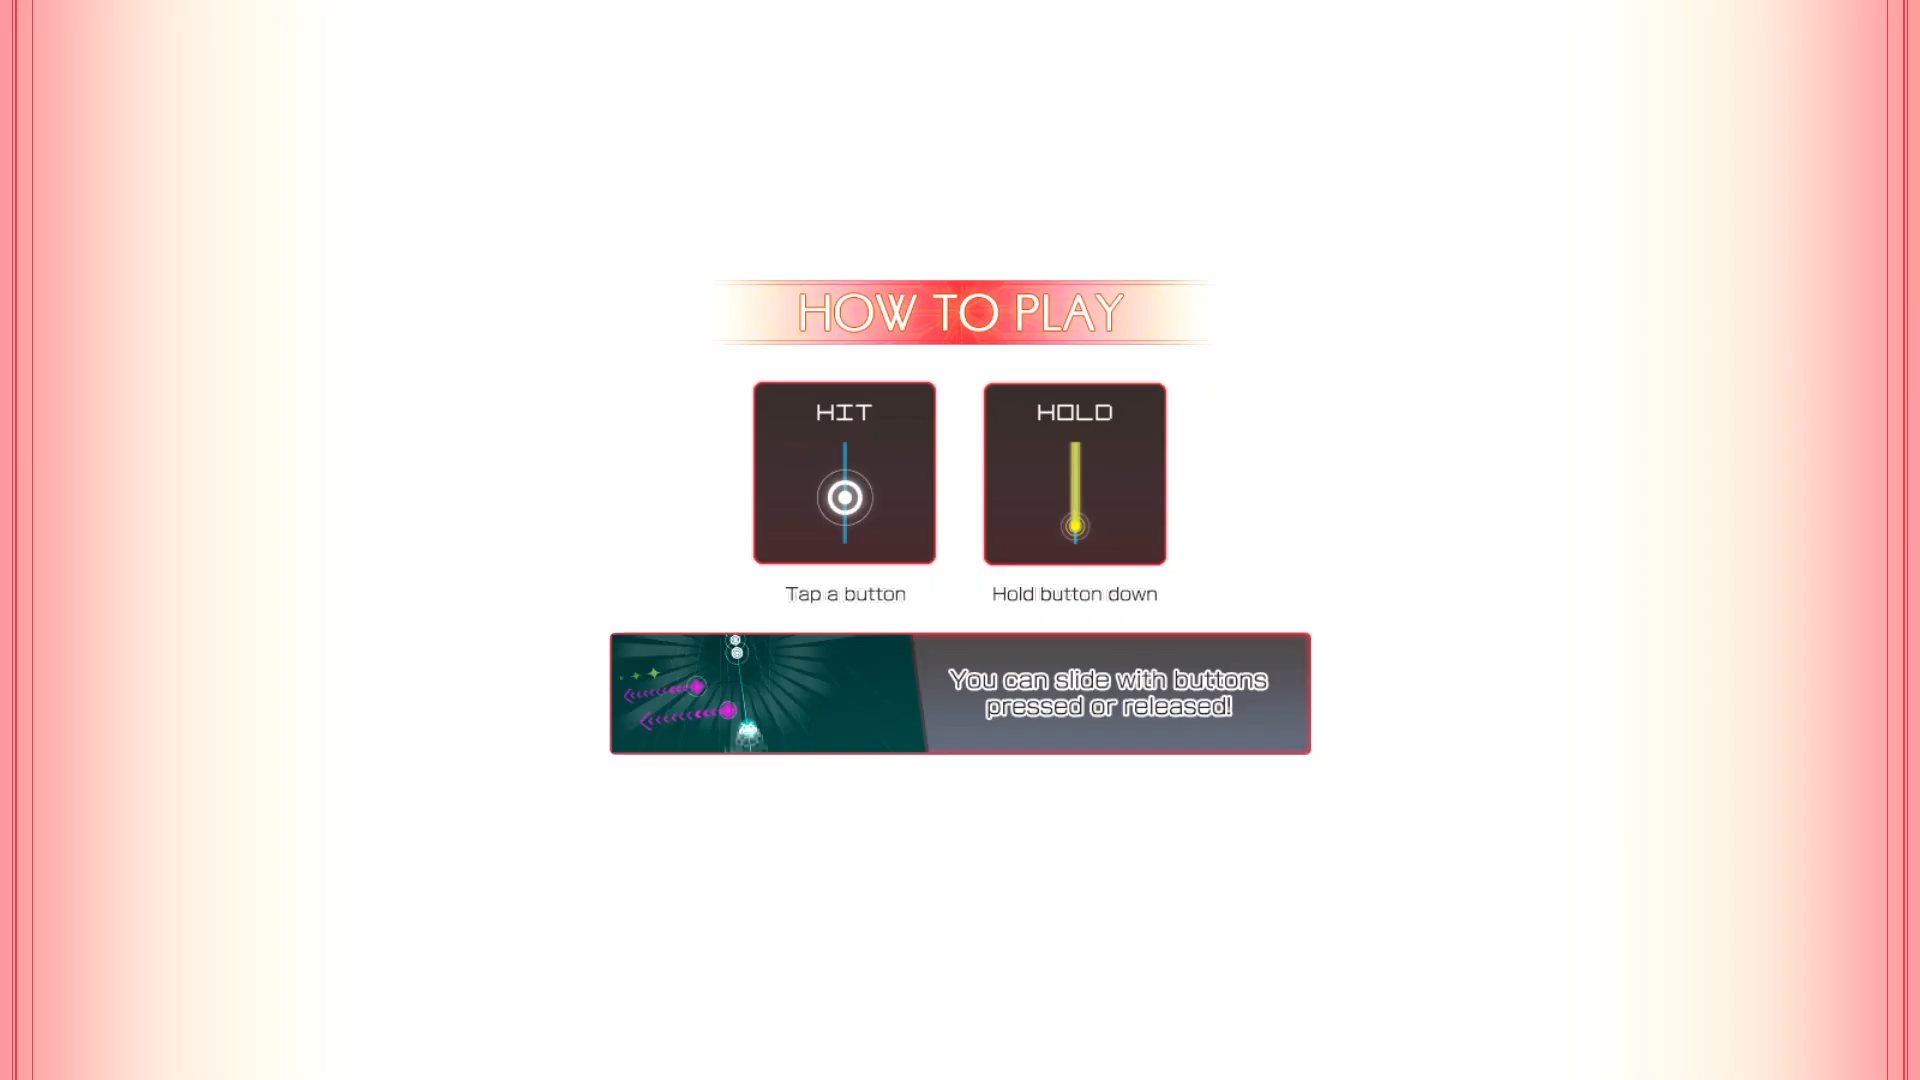 HOW TO PLAY
HIT
HOLD
Tap a button
Hold button down
You can slide with buttons
pressed or released!